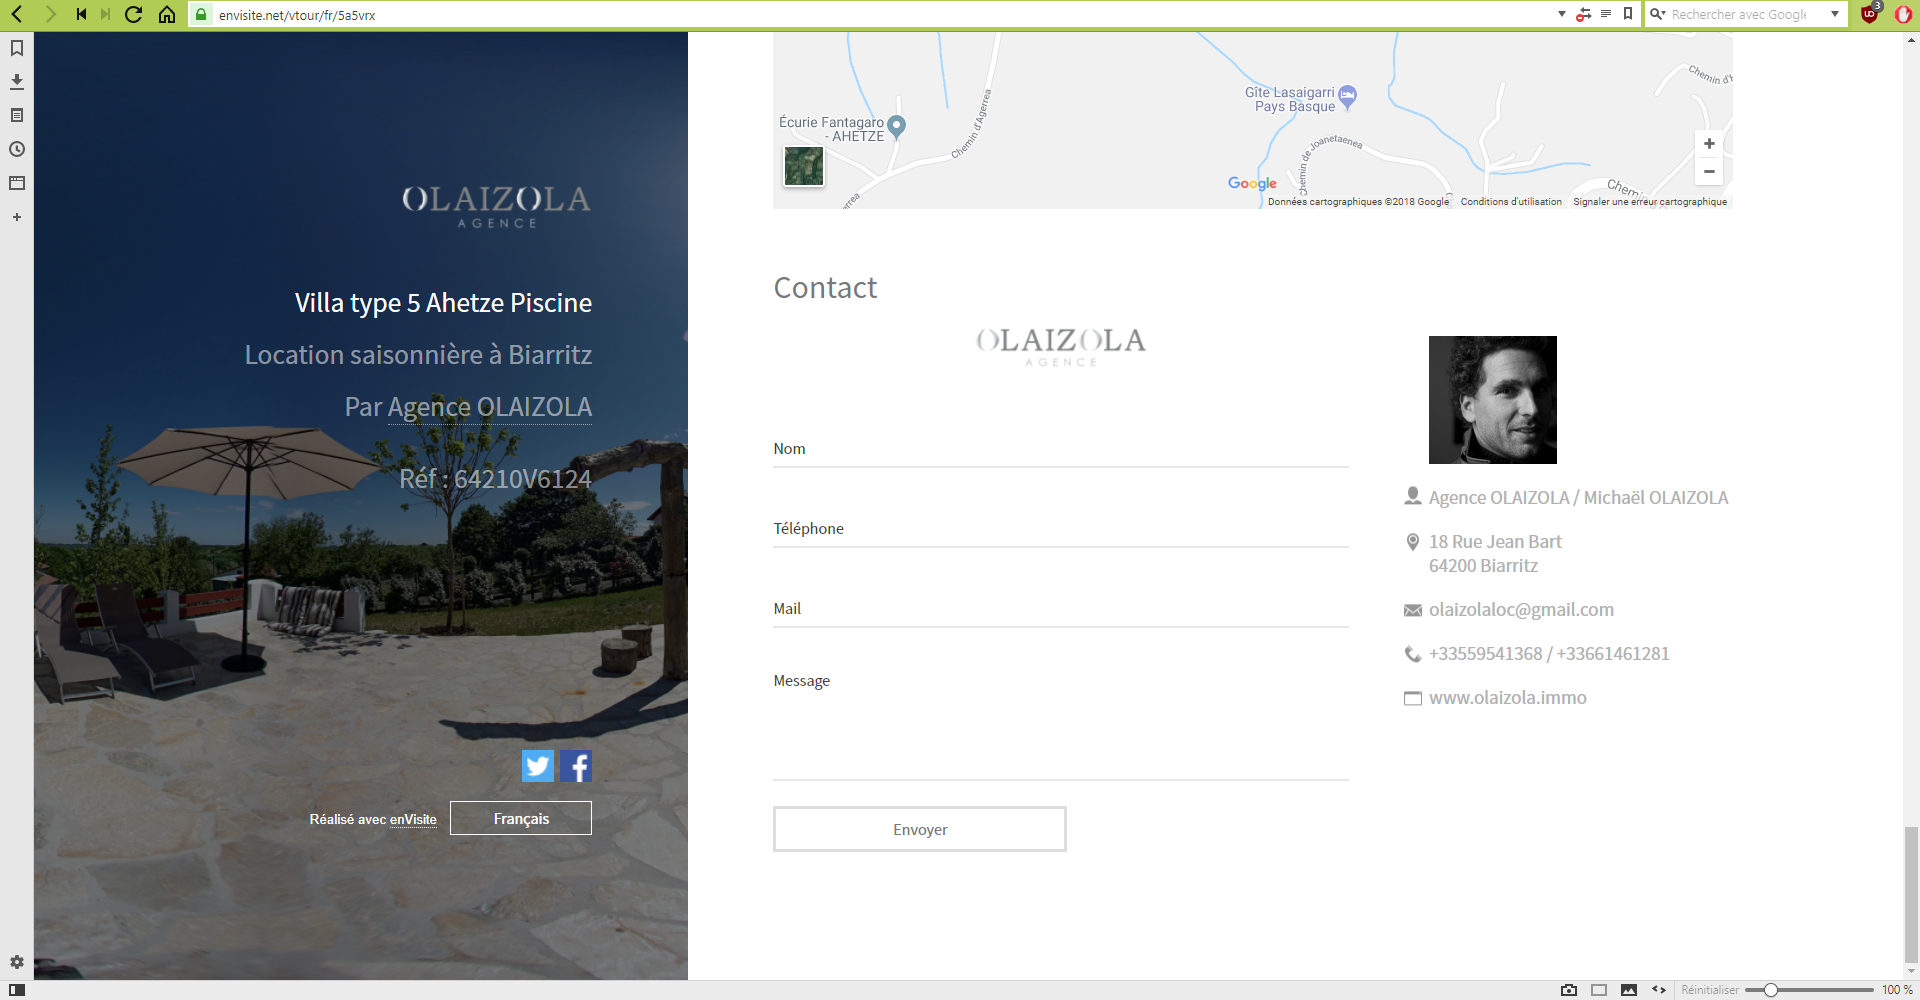 envisite.net/vtour/fr/5a5vrx
Rechercher avec Google
3
OLAIZOLA
AGENCE
Villa type 5 Ahetze Piscine
Location saisonnière à Biarritz
Par Agence OLAIZOLA
Réf : 64210V6124
Réalisé avec enVisite
Français
Écurie Fantagaro
- AHETZE
Chemin d'Agerrea
Gîte Lasaigarri
Pays Basque
Chemin de Joanetaenea
Chemin d'H
Chemin
errea
Google
Données cartographiques ©2018 Google
Conditions d'utilisation
Signaler une erreur cartographique
Contact
OLAIZOLA
AGENCE
Nom
Téléphone
Mail
Message
Envoyer
Agence OLAIZOLA / Michaël OLAIZOLA
18 Rue Jean Bart
64200 Biarritz
olaizolaloc@gmail.com
+33559541368 / +33661461281
www.olaizola.immo
Réinitialiser
100 %